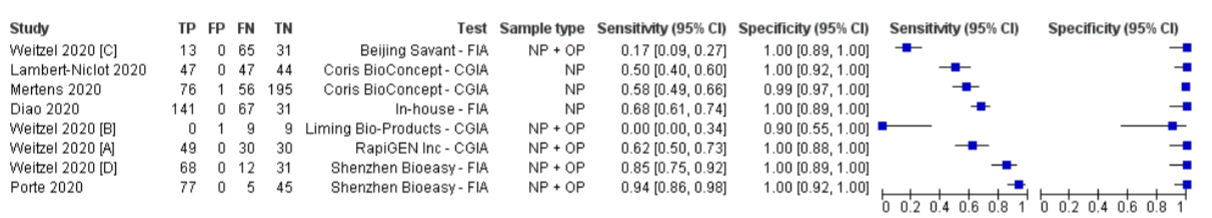 Study TP FP FN TN Test Sample type Sensitivity (95% CI) Specificity (95% CI) Sensitivity (95% CI) Specificity (95% CI)
Weitzel 2020 [C] 13 0 65 31 Beijing Savant - FIA NP + OP 0.17 [0.09, 0.27] 1.00 [0.89, 1.00]
Lambert-Niclot 2020 47 0 47 44 Coris BioConcept - CGIA NP 0.50 [0.40, 0.60] 1.00 [0.92, 1.00]
Mertens 2020 76 1 56 195 Coris BioConcept - CGIA NP 0.58 [0.49, 0.66] 0.99 [0.97, 1.00]
Diao 2020 141 0 67 31 In-house - FIA NP 0.68 [0.61, 0.74] 1.00 [0.89, 1.00]
Weitzel 2020 [B] 0 1 9 9 Liming Bio-Products - CGIA NP + OP 0.00 [0.00, 0.34] 0.90 [0.55, 1.00]
Weitzel 2020 [A] 49 0 30 30 RapiGEN Inc - CGIA NP + OP 0.62 [0.50, 0.73] 1.00 [0.88, 1.00]
Weitzel 2020 [D] 68 0 12 31 Shenzhen Bioeasy - FIA NP + OP 0.85 [0.75, 0.92] 1.00 [0.89, 1.00]
Porte 2020 77 0 5 45 Shenzhen Bioeasy - FIA NP + OP 0.94 [0.86, 0.98] 1.00 [0.92, 1.00]
0 0.2 0.4 0.6 0.8 1 0 0.2 0.4 0.6 0.8 1